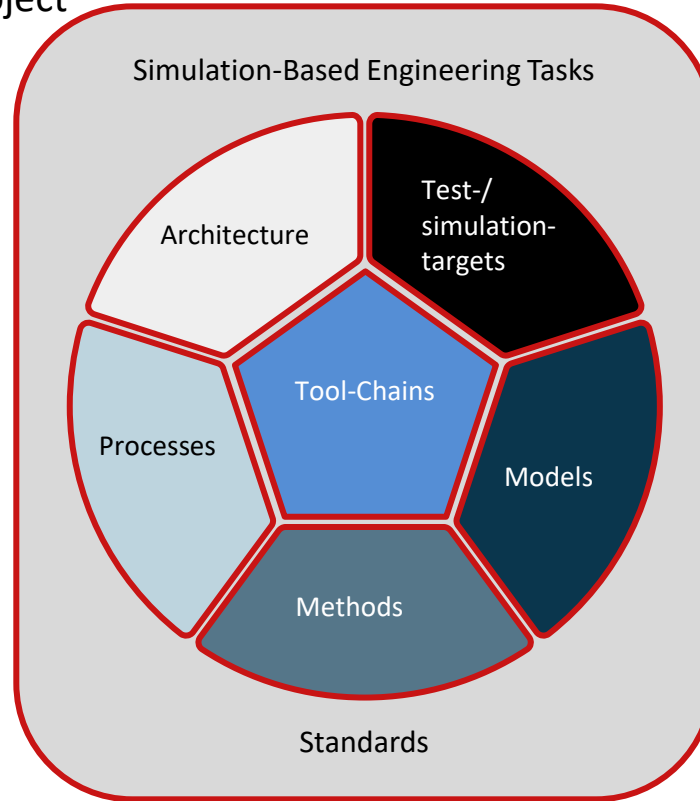 Simulation-Based Engineering Tasks
Architecture
Test-/
simulation-
targets
Tool-Chains
Processes
Models
Methods
Standards